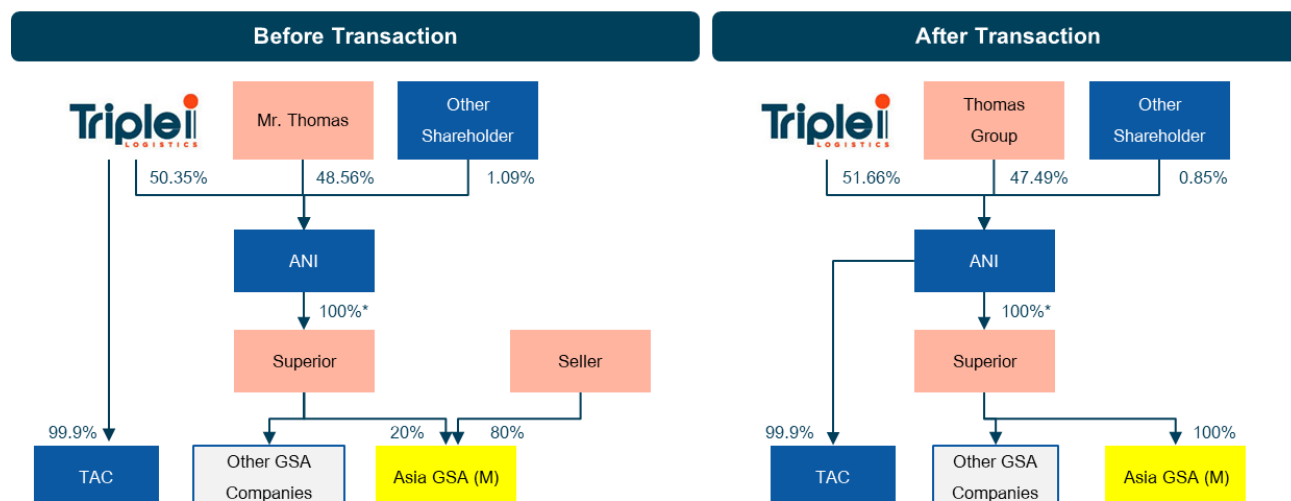 Before Transaction
Triplei
LOGISTICS
Mr. Thomas
Other
Shareholder
50.35%
48.56%
1.09%
ANI
100%*
Superior
Seller
99.9%
20%
80%
TAC
Other GSA
Companies
Asia GSA (M)
After Transaction
Triplei
LOGISTICS
Thomas
Group
Other
Shareholder
51.66%
47.49%
0.85%
ANI
100%*
Superior
99.9%
100%
TAC
Other GSA
Companies
Asia GSA (M)